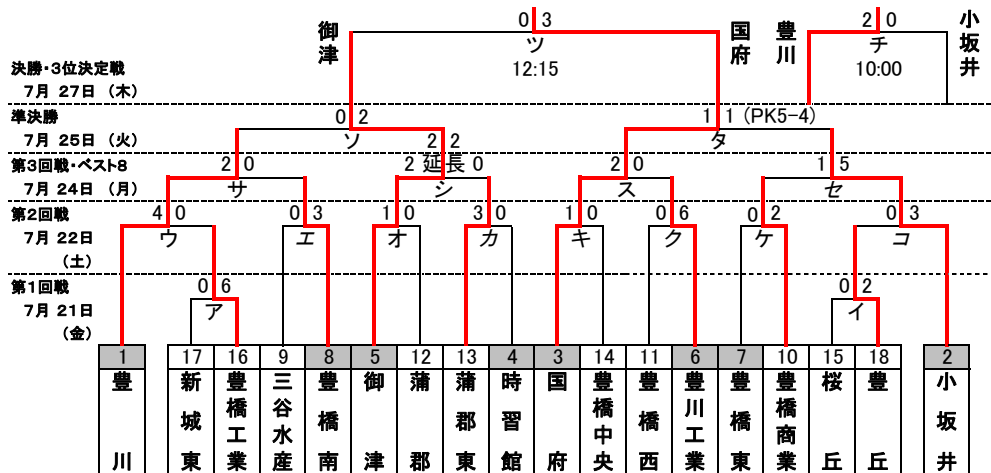 御津
0 3
ツ
12:15
国府
豊川
2 0
チ
10:00
小坂井
決勝・3位決定戦
7月 27日 (木)
準決勝
7月 25日 (火)
0 2
ソ
1 1 (PK5-4)
タ
2 2
第3回戦・ベスト8
7月 24日 (月)
2 0
サ
2 延長 0
シ
2 0
ス
1 5
セ
第2回戦
7月 22日
(土)
4 0
ウ
0 3
エ
1 0
オ
3 0
カ
1 0
キ
0 6
ク
0 2
ケ
0 3
コ
第1回戦
7月 21日
(金)
0 6
ア
0 2
イ
1 17 16 9 8 5 12 13 4 3 14 11 6 7 10 15 18 2
豊川
新城東
豊橋工業
三谷水産
豊橋南
御津
蒲郡
蒲郡東
時習館
国府
豊橋中央
豊橋西
豊川工業
豊橋東
豊橋商業
桜丘
豊丘
小坂井